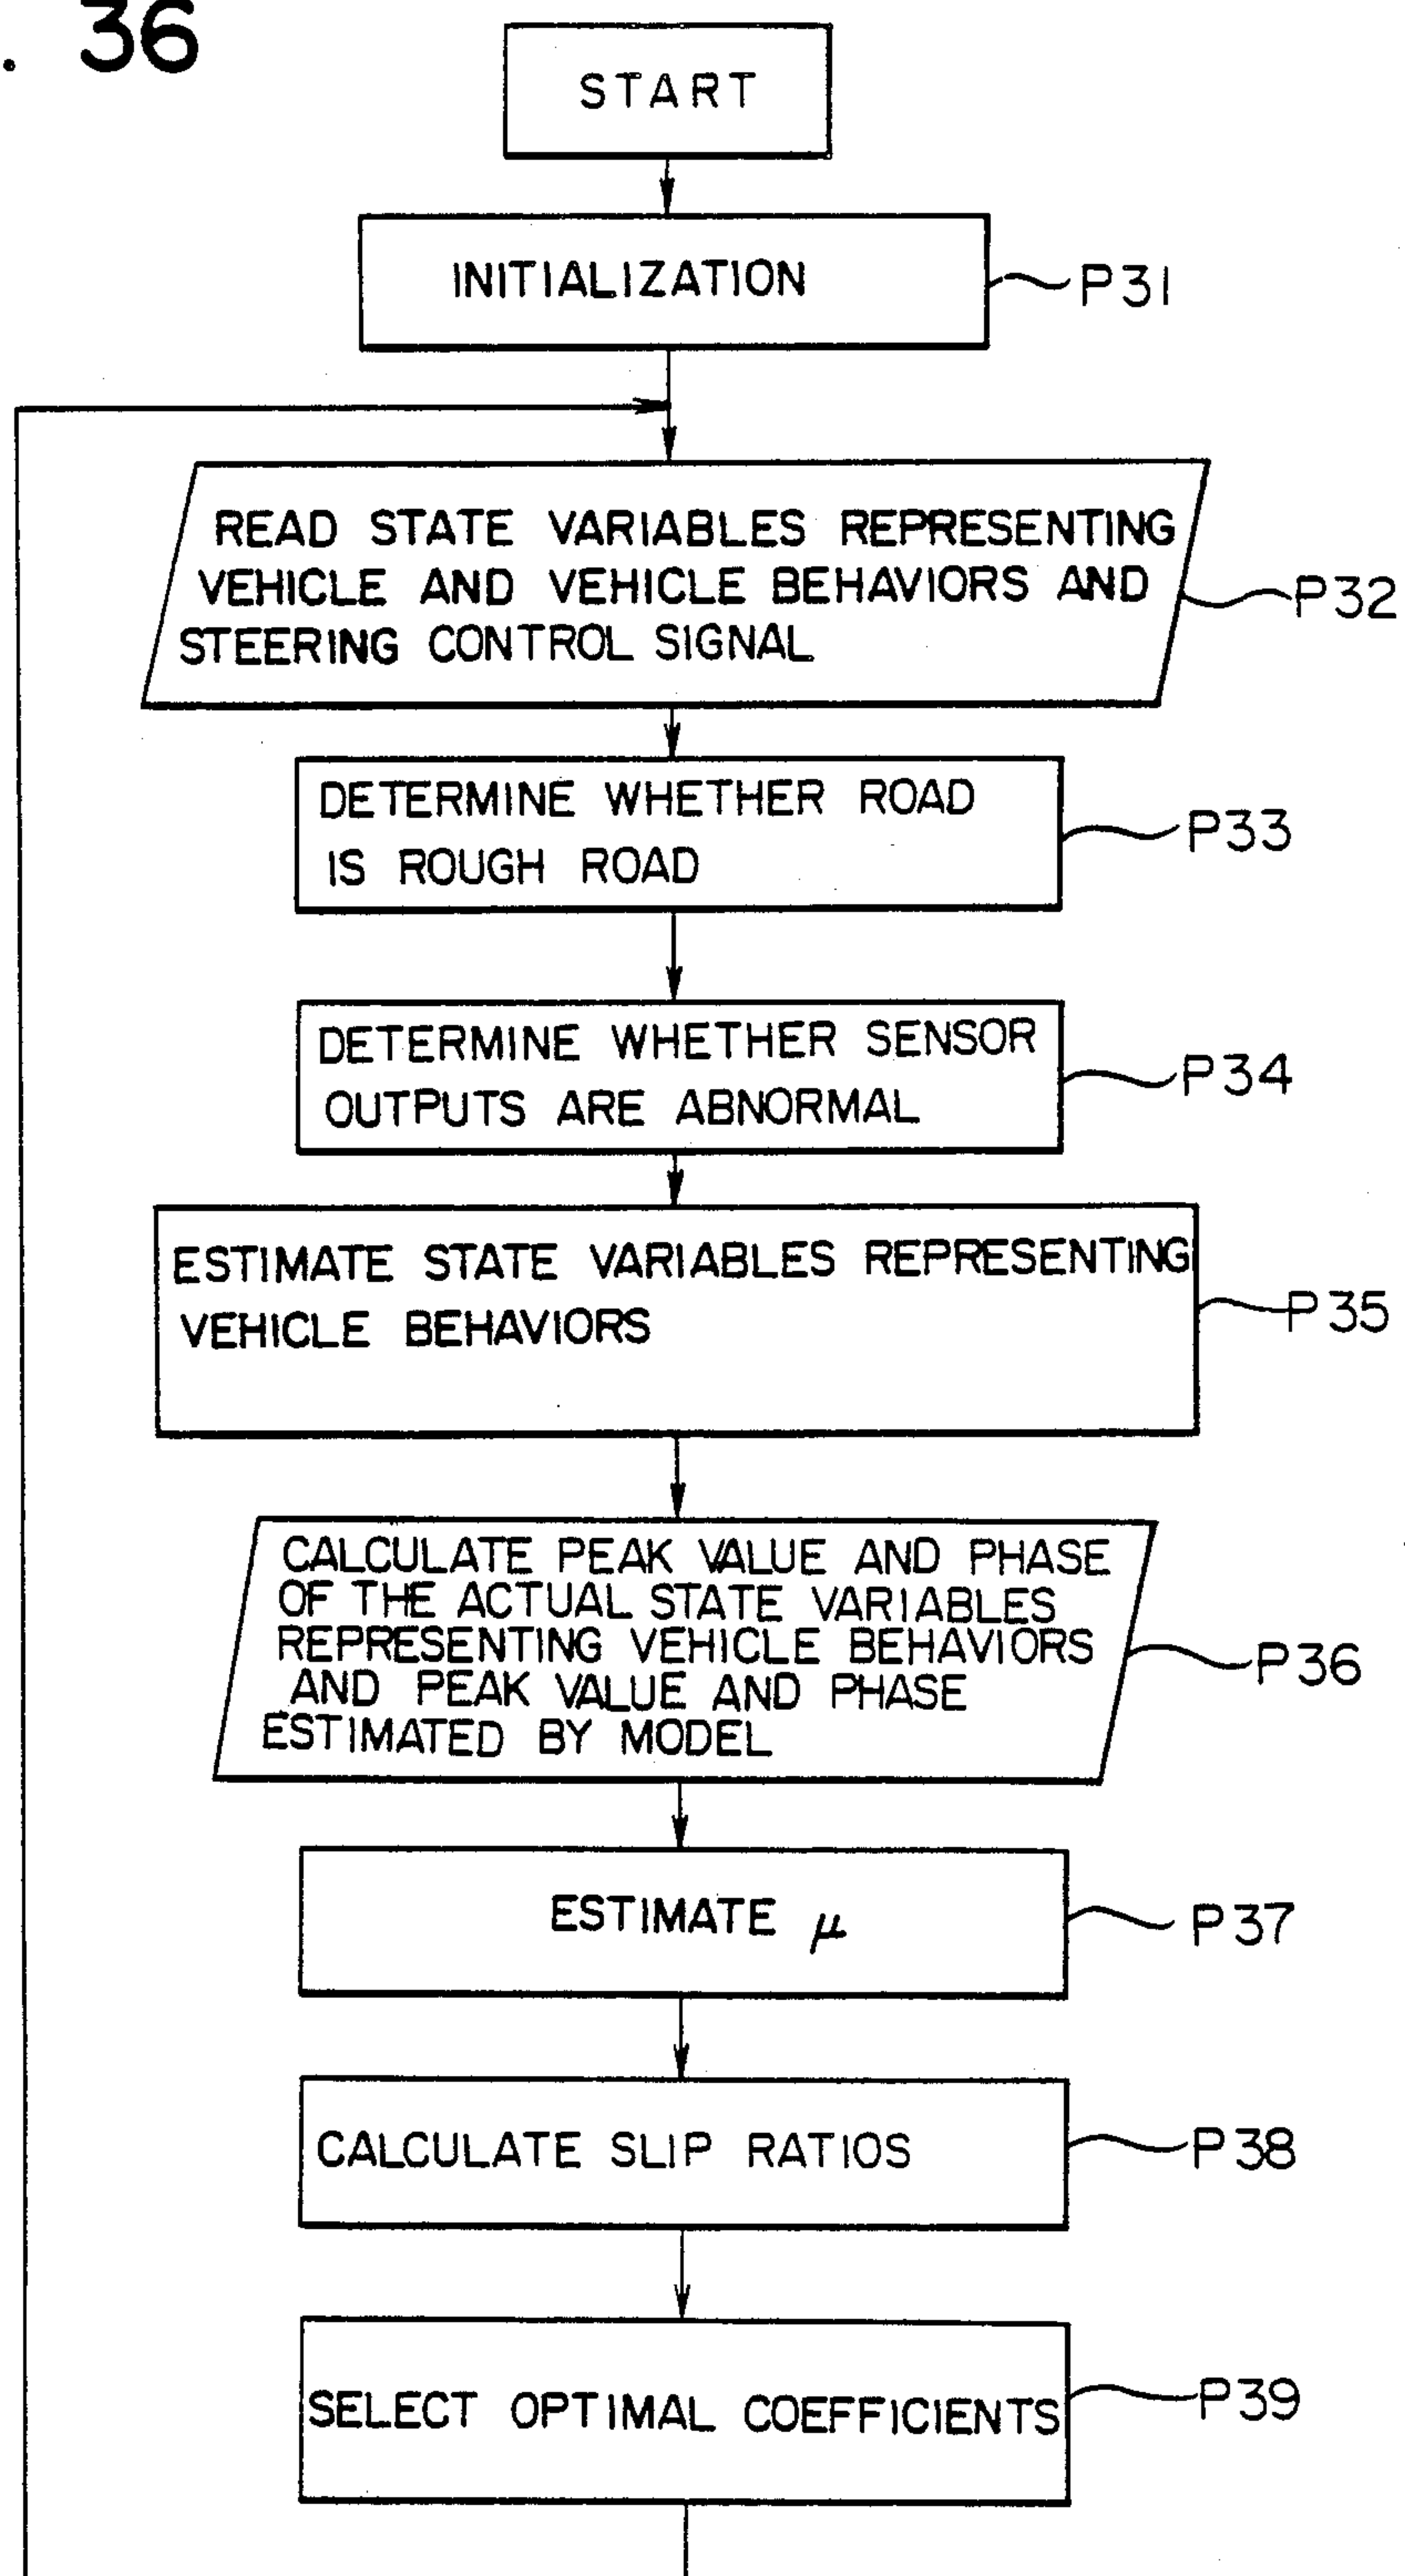 . 36
START
INITIALIZATION
P31
READ STATE VARIABLES REPRESENTING
VEHICLE AND VEHICLE BEHAVIORS AND
STEERING CONTROL SIGNAL
P32
DETERMINE WHETHER ROAD
IS ROUGH ROAD
P33
DETERMINE WHETHER SENSOR
OUTPUTS ARE ABNORMAL
P34
ESTIMATE STATE VARIABLES REPRESENTING
VEHICLE BEHAVIORS
P35
CALCULATE PEAK VALUE AND PHASE
OF THE ACTUAL STATE VARIABLES
REPRESENTING VEHICLE BEHAVIORS
AND PEAK VALUE AND PHASE
ESTIMATED BY MODEL
P36
ESTIMATE μ
P37
CALCULATE SLIP RATIOS
P38
SELECT OPTIMAL COEFFICIENTS
P39